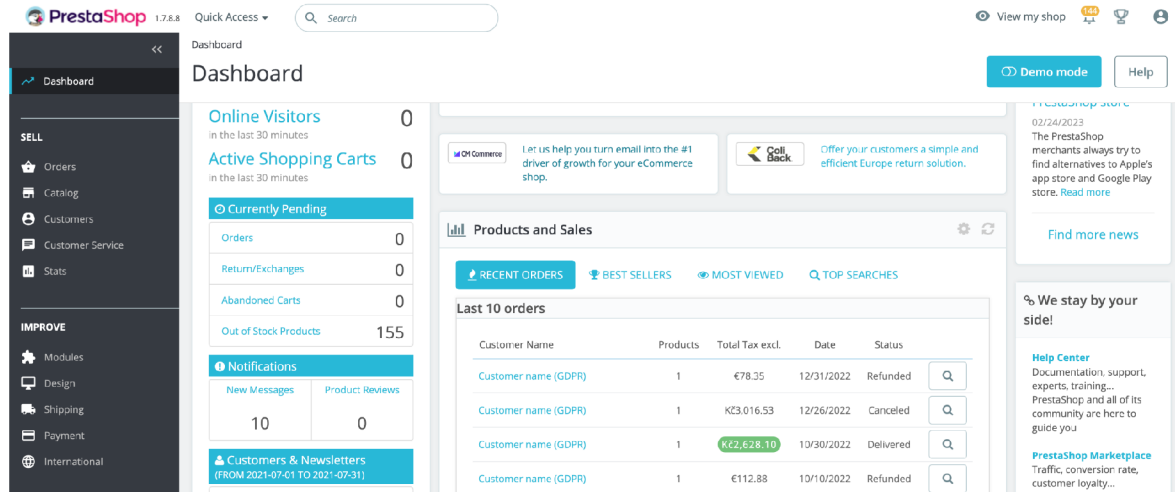 PrestaShop 1.7.8.8 Quick Access Search View my shop 144
Dashboard
Dashboard
Demo mode Help
Dashboard
SELL
Orders
Catalog
Customers
Customer Service
Stats
IMPROVE
Modules
Design
Shipping
Payment
International
Online Visitors 0
in the last 30 minutes
Active Shopping Carts 0
in the last 30 minutes
Currently Pending
Orders 0
Return/Exchanges 0
Abandoned Carts 0
Out of Stock Products 155
Notifications
New Messages Product Reviews
10 0
Customers & Newsletters
(FROM 2021-07-01 TO 2021-07-31)
CM Commerce
Let us help you turn email into the #1
driver of growth for your eCommerce
shop.
Coli
Back.
Offer your customers a simple and
efficient Europe return solution.
Products and Sales
RECENT ORDERS BEST SELLERS MOST VIEWED TOP SEARCHES
Last 10 orders
Customer Name Products Total Tax excl. Date Status
Customer name (GDPR) 1 €78.35 12/31/2022 Refunded
Customer name (GDPR) 1 Kč3,016.53 12/26/2022 Canceled
Customer name (GDPR) 1 Kč2,628.10 10/30/2022 Delivered
Customer name (GDPR) 1 €112.88 10/10/2022 Refunded
PrestaShop store
02/24/2023
The PrestaShop
merchants always try to
find alternatives to Apple's
app store and Google Play
store. Read more
Find more news
We stay by your
side!
Help Center
Documentation, support,
experts, training...
PrestaShop and all of its
community are here to
guide you
PrestaShop Marketplace
Traffic, conversion rate,
customer loyalty...